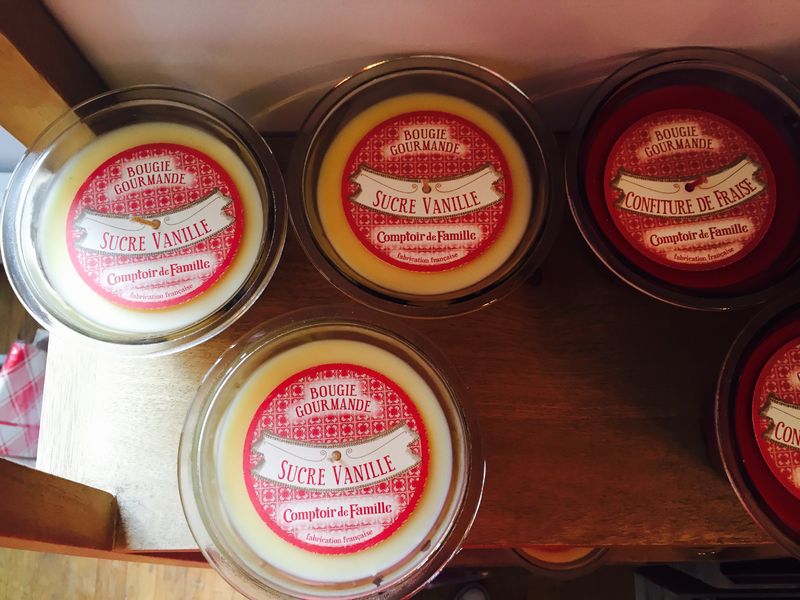 BOUGIE
GOURMANDE
SUCRE VANILLE
Comptoir de Famille
fabrication française
BOUGIE
GOURMANDE
SUCRE VANILLE
Comptoir de Famille
fabrication française
BOUGIE
GOURMANDE
CONFITURE DE FRAISE
Comptoir de Famille
fabrication française
BOUGIE
GOURMANDE
SUCRE VANILLE
Comptoir de Famille
fabrication française